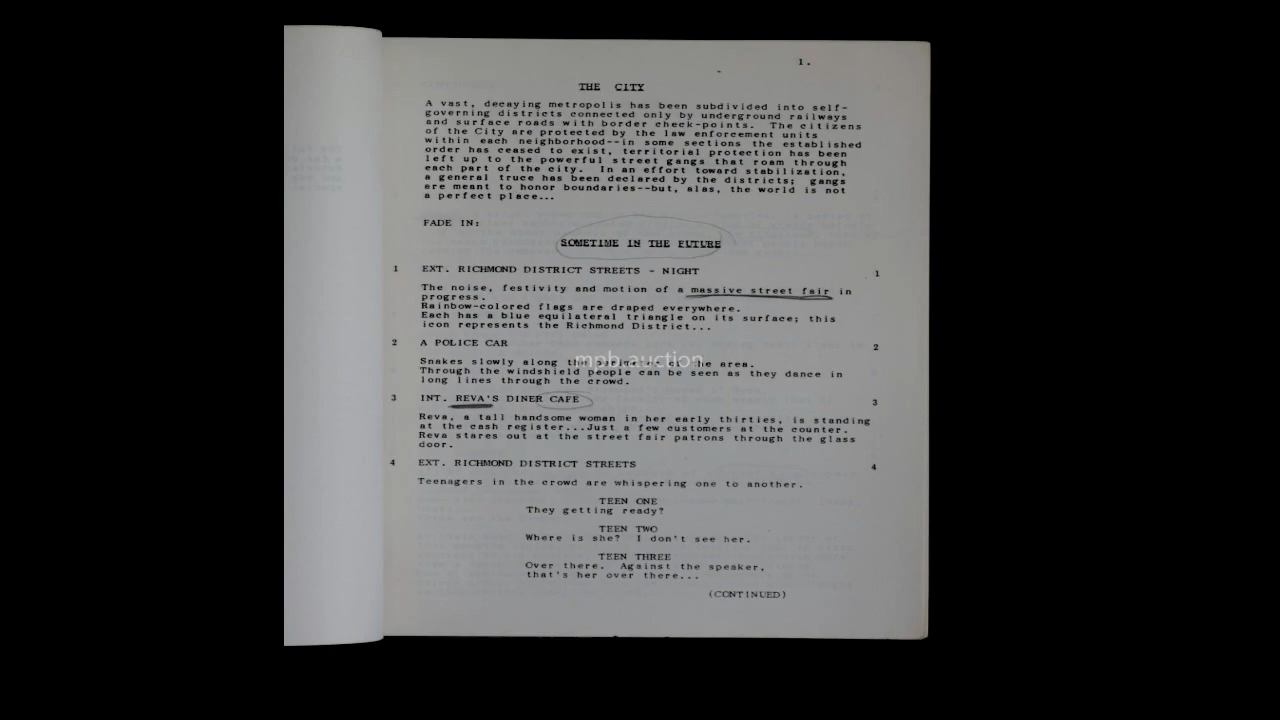 1.
THE CITY
A vast, decaying metropolis has been subdivided into self-
governing districts connected only by underground railways
and surface roads with border check-points. The citizens
of the City are protected by the law enforcement units
within each neighborhood--in some sections the established
order has ceased to exist, territorial protection has been
left up to the powerful street gangs that roam through
each part of the city. In an effort toward stabilization,
a general truce has been declared by the districts; gangs
are meant to honor boundaries--but, alas, the world is not
a perfect place...
FADE IN:
SOMETIME IN THE FUTURE
1 EXT. RICHMOND DISTRICT STREETS - NIGHT 1
The noise, festivity and motion of a massive street fair in
progress.
Rainbow-colored flags are draped everywhere.
Each has a blue equilateral triangle on its surface; this
icon represents the Richmond District...
2 A POLICE CAR 2
Snakes slowly along the perimeter of the area.
Through the windshield people can be seen as they dance in
long lines through the crowd.
mpb.auction
3 INT. REVA'S DINER CAFE 3
Reva, a tall handsome woman in her early thirties, is standing
at the cash register...Just a few customers at the counter.
Reva stares out at the street fair patrons through the glass
door.
4 EXT. RICHMOND DISTRICT STREETS 4
Teenagers in the crowd are whispering one to another.
TEEN ONE
They getting ready?
TEEN TWO
Where is she? I don't see her.
TEEN THREE
Over there. Against the speaker,
that's her over there...
(CONTINUED)